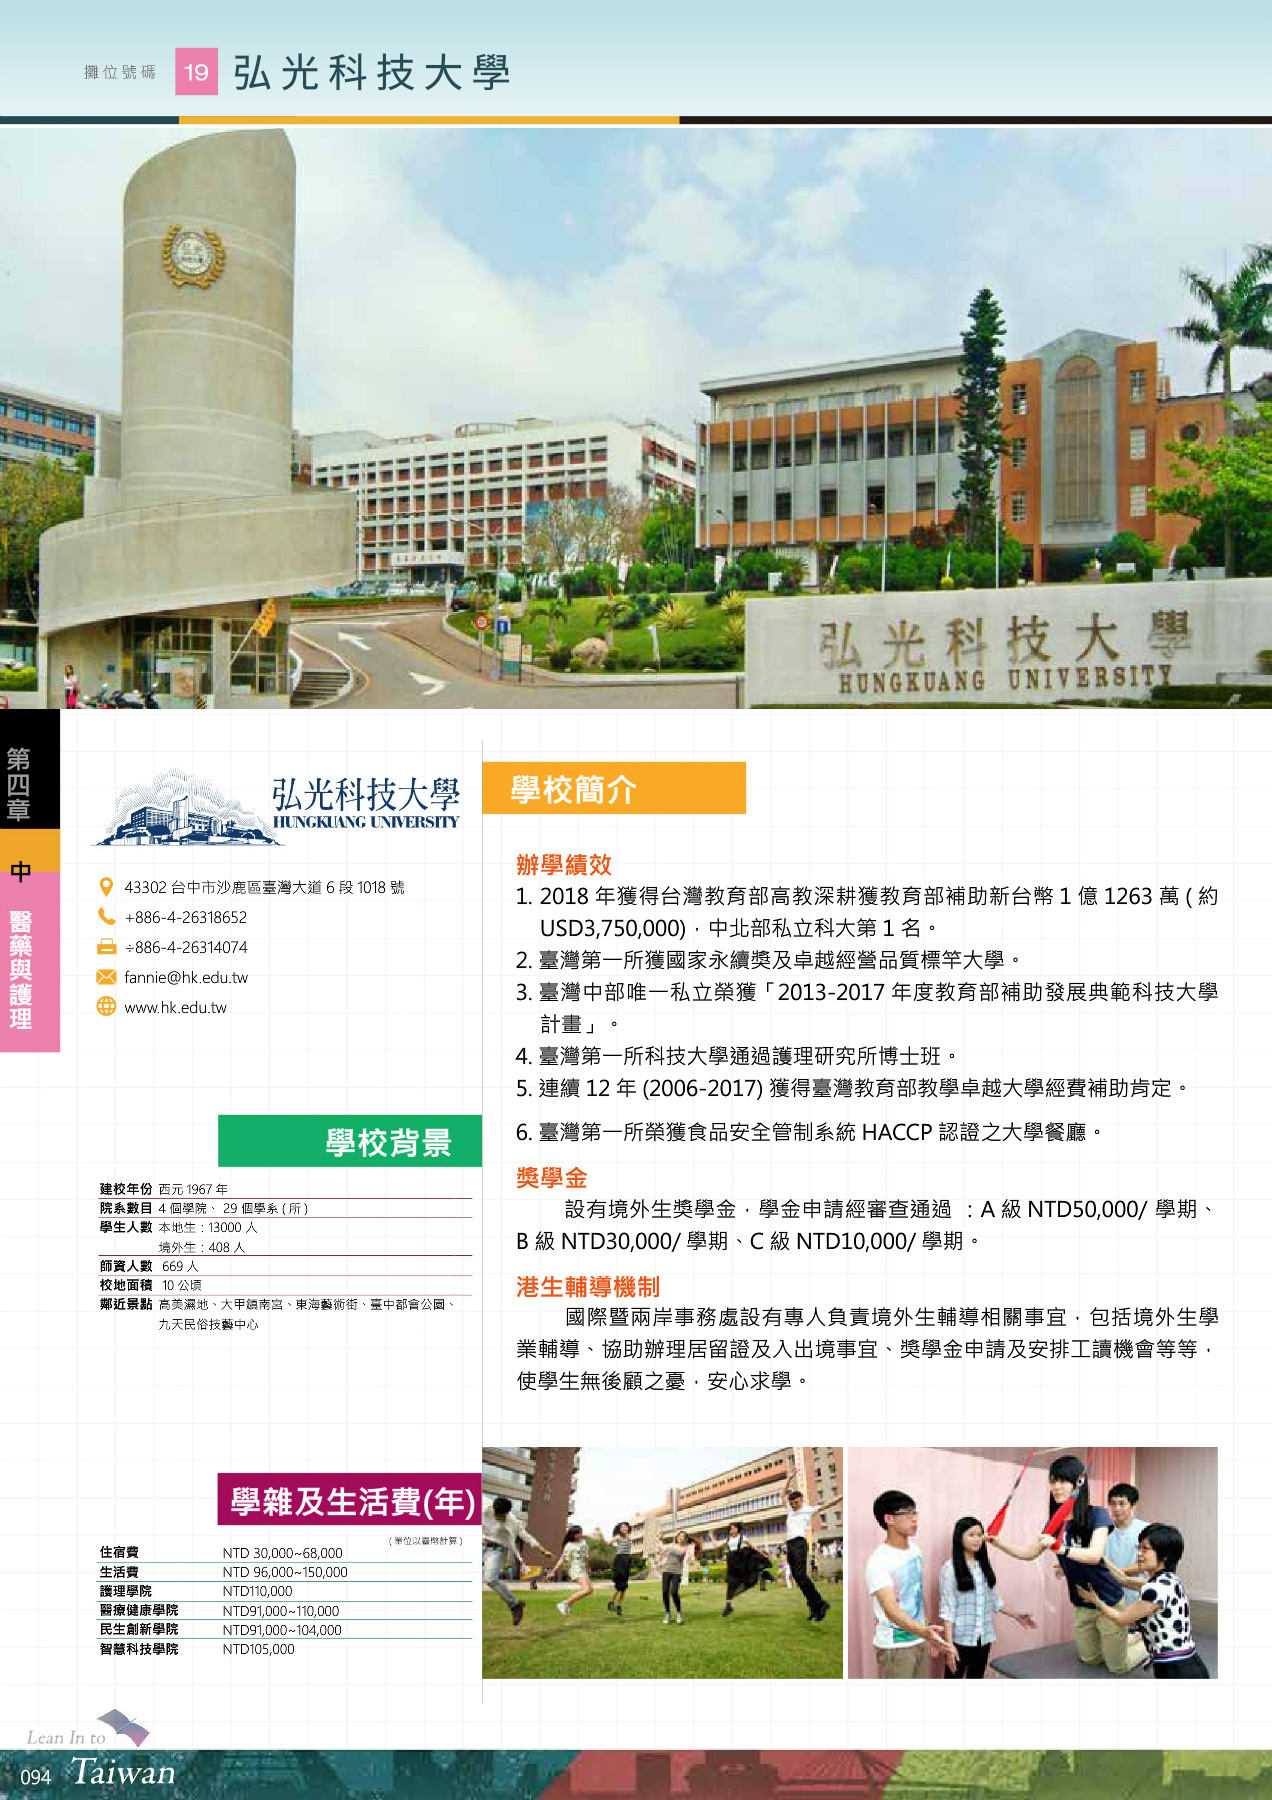 攤位號碼 19 弘光科技大學
弘光科技大學
HUNGKUANG UNIVERSITY
第四章
中
醫藥與護理
弘光科技大學
HUNGKUANG UNIVERSITY
43302 台中市沙鹿區臺灣大道 6 段 1018 號
+886-4-26318652
÷886-4-26314074
fannie@hk.edu.tw
www.hk.edu.tw
學校背景
建校年份 西元 1967 年
院系數目 4 個學院、 29 個學系 ( 所 )
學生人數 本地生 : 13000 人
境外生 : 408 人
師資人數 669 人
校地面積 10 公頃
鄰近景點 高美濕地、大甲鎮南宮、東海藝術街、臺中都會公園、
九天民俗技藝中心
學雜及生活費(年)
( 單位以臺幣計算 )
住宿費 NTD 30,000~68,000
生活費 NTD 96,000~150,000
護理學院 NTD110,000
醫療健康學院 NTD91,000~110,000
民生創新學院 NTD91,000~104,000
智慧科技學院 NTD105,000
學校簡介
辦學績效
1. 2018 年獲得台灣教育部高教深耕獲教育部補助新台幣 1 億 1263 萬 ( 約
USD3,750,000)，中北部私立科大第 1 名。
2. 臺灣第一所獲國家永續獎及卓越經營品質標竿大學。
3. 臺灣中部唯一私立榮獲「2013-2017 年度教育部補助發展典範科技大學
計畫」。
4. 臺灣第一所科技大學通過護理研究所博士班。
5. 連續 12 年 (2006-2017) 獲得臺灣教育部教學卓越大學經費補助肯定。
6. 臺灣第一所榮獲食品安全管制系統 HACCP 認證之大學餐廳。
獎學金
設有境外生獎學金，學金申請經審查通過 : A 級 NTD50,000/ 學期、
B 級 NTD30,000/ 學期、C 級 NTD10,000/ 學期。
港生輔導機制
國際暨兩岸事務處設有專人負責境外生輔導相關事宜，包括境外生學
業輔導、協助辦理居留證及入出境事宜、獎學金申請及安排工讀機會等等，
使學生無後顧之憂，安心求學。
Lean In to
Taiwan
094